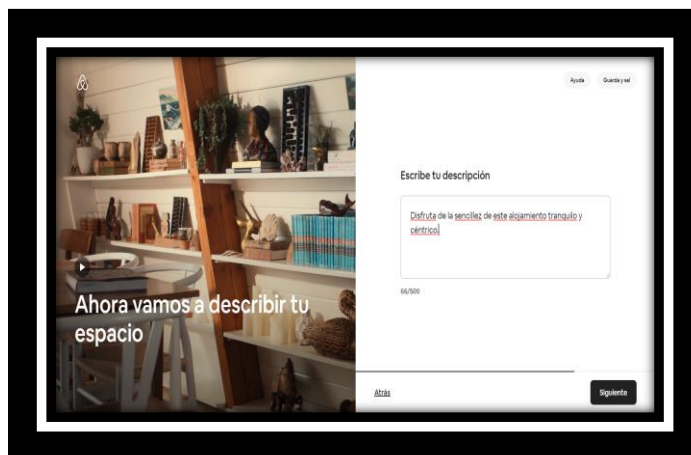 Ayuda
Guarda y sal
Escribe tu descripción
Disfruta de la sencillez de este alojamiento tranquilo y
céntrico.
66/500
Ahora vamos a describir tu
espacio
Atrás
Siguiente